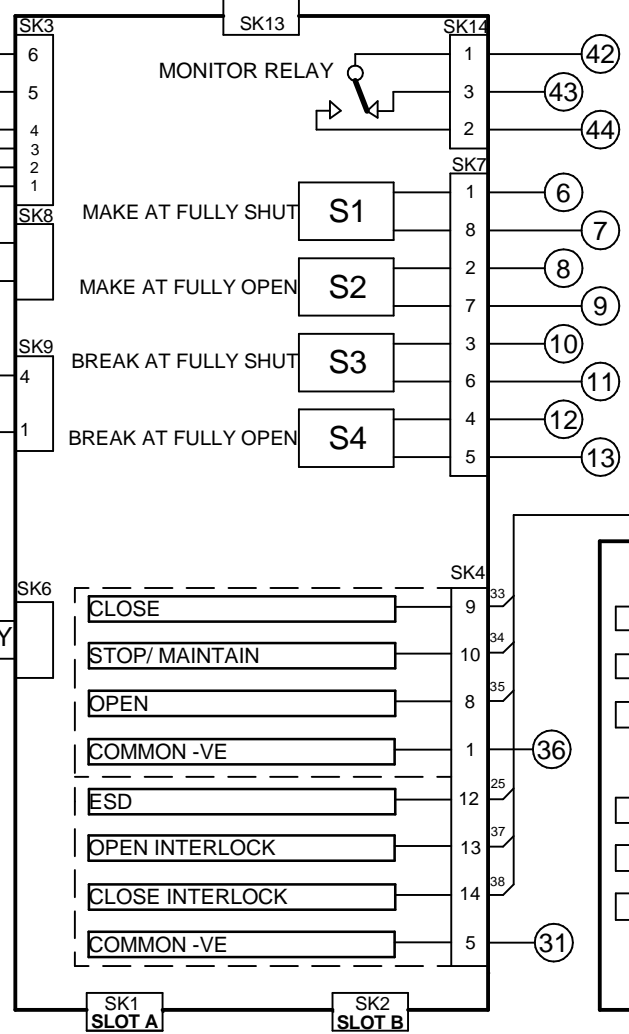 SK3
SK13
SK14
6
MONITOR RELAY
1
42
5
3
43
4
2
44
3
2
1
SK7
MAKE AT FULLY SHUT
S1
1
6
SK8
8
7
MAKE AT FULLY OPEN
S2
2
8
7
9
SK9
BREAK AT FULLY SHUT
S3
3
10
4
6
11
BREAK AT FULLY OPEN
S4
4
12
1
5
13
SK4
SK6
CLOSE
9
33
Y
STOP/ MAINTAIN
10
34
OPEN
8
35
COMMON -VE
1
36
ESD
12
25
OPEN INTERLOCK
13
37
CLOSE INTERLOCK
14
38
COMMON -VE
5
31
SK1
SLOT A
SK2
SLOT B